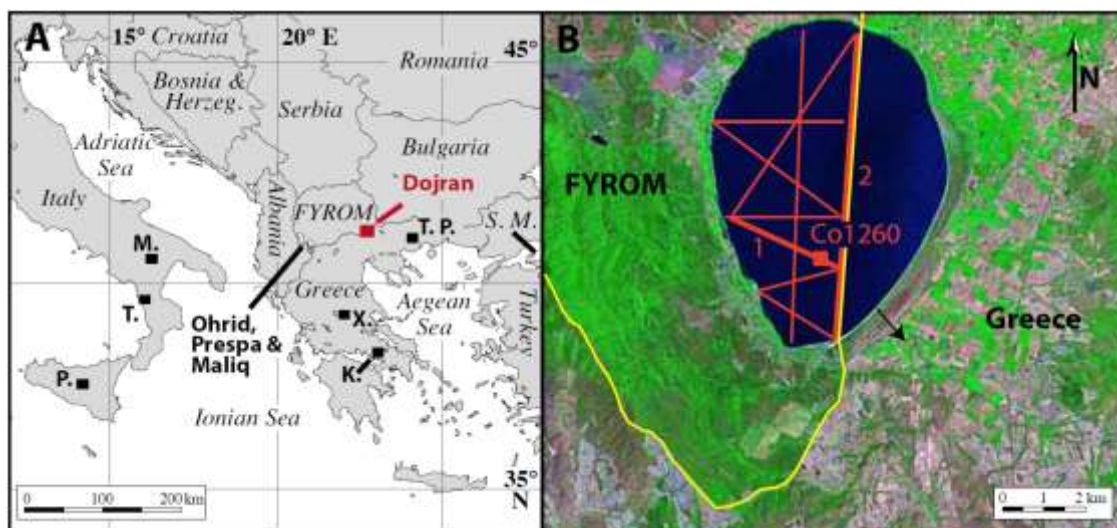 A
15°
20° E
45°
Croatia
Romania
Bosnia &
Herzeg.
Serbia
Adriatic
Sea
Bulgaria
Italy
Dojran
Albania
FYROM
T. P.
S. M.
M.
Greece
Aegean
Sea
Turkey
T.
X.
Ohrid,
Prespa &
Maliq
K.
P.
Ionian Sea
35°
N
0 100 200 km
B
N
FYROM
2
Co1260
1
Greece
0 1 2 km